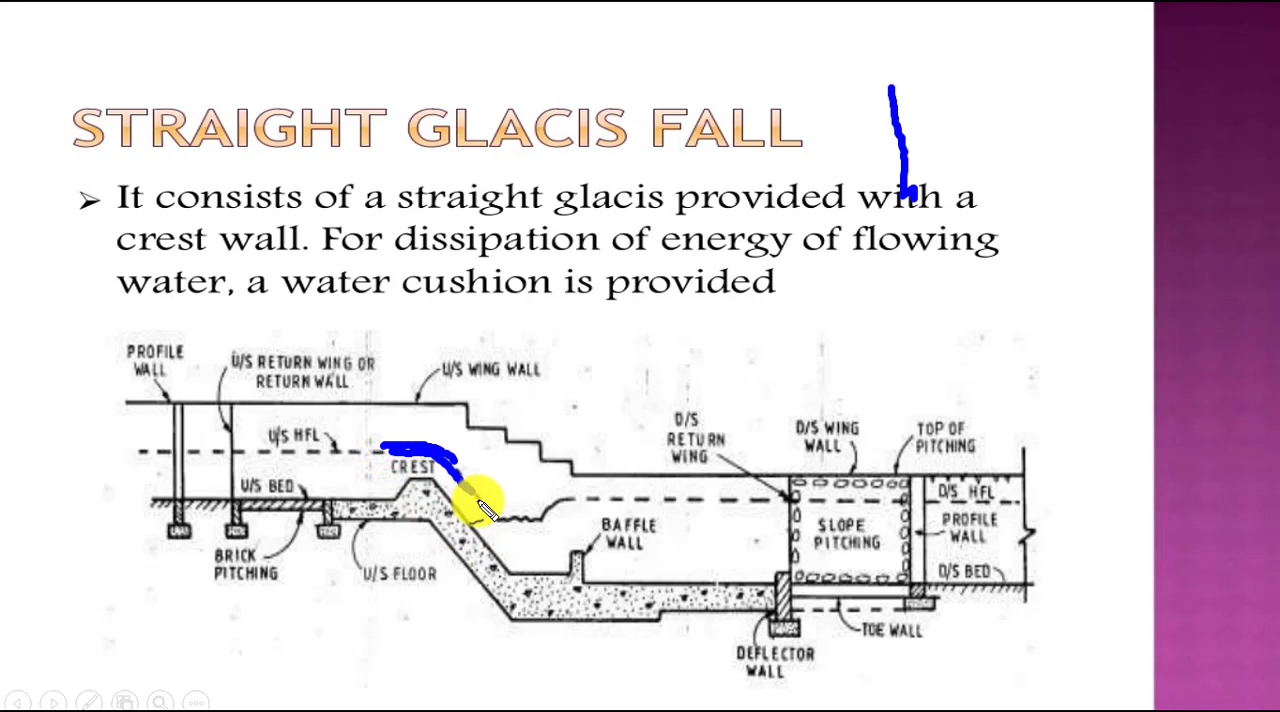 STRAIGHT GLACIS FALL
It consists of a straight glacis provided with a
crest wall. For dissipation of energy of flowing
water, a water cushion is provided
PROFILE
WALL
U/S RETURN WING OR
RETURN WALL
U/S WING WALL
U/S HFL
CREST
U/S BED
BRICK
PITCHING
U/S FLOOR
BAFFLE
WALL
D/S
RETURN
WING
D/S WING
WALL
TOP OF
PITCHING
D/S HFL
SLOPE
PITCHING
PROFILE
WALL
D/S BED
TOE WALL
DEFLECTOR
WALL